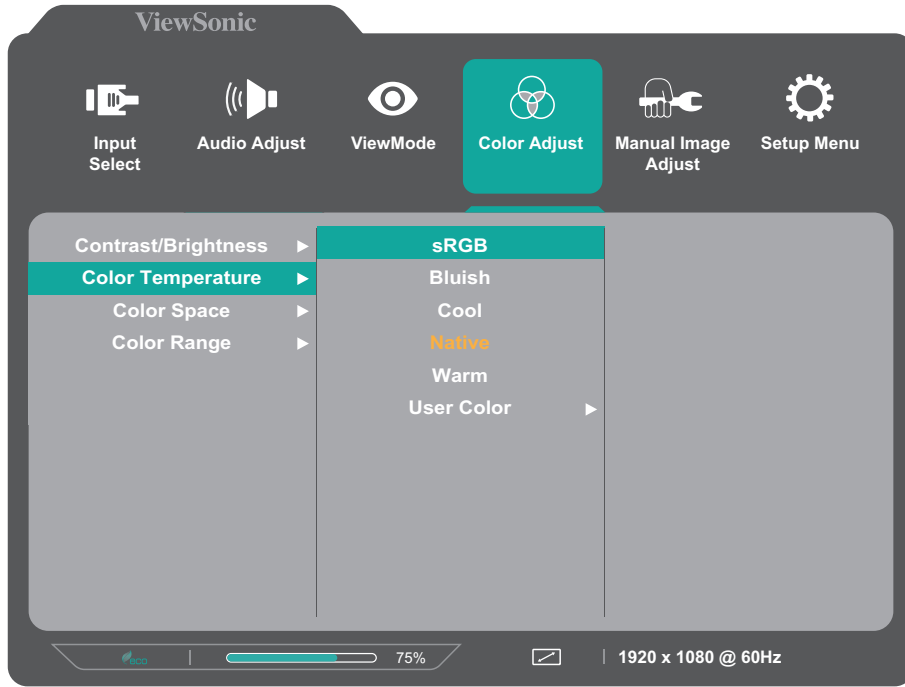 ViewSonic
Input
Select
Audio Adjust
ViewMode
Color Adjust
Manual Image
Adjust
Setup Menu
Contrast/Brightness
Color Temperature
Color Space
Color Range
sRGB
Bluish
Cool
Native
Warm
User Color
eco
75%
1920 x 1080 @ 60Hz